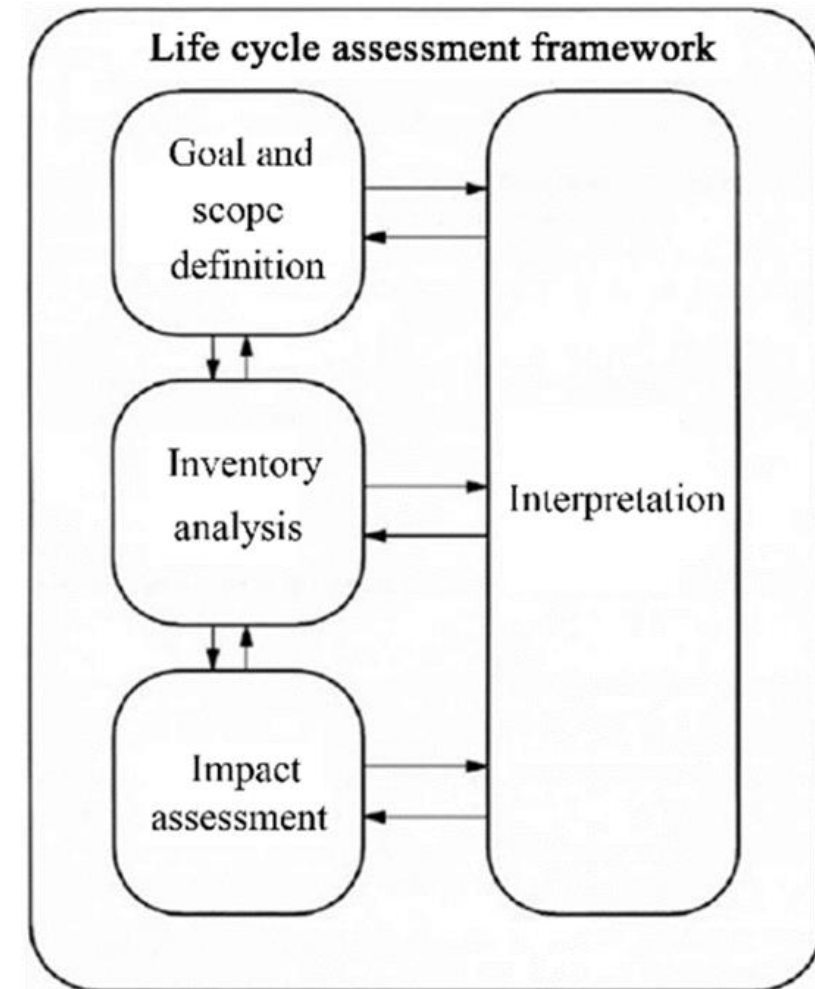 Life cycle assessment framework
Goal and
scope
definition
Inventory
analysis
Interpretation
Impact
assessment